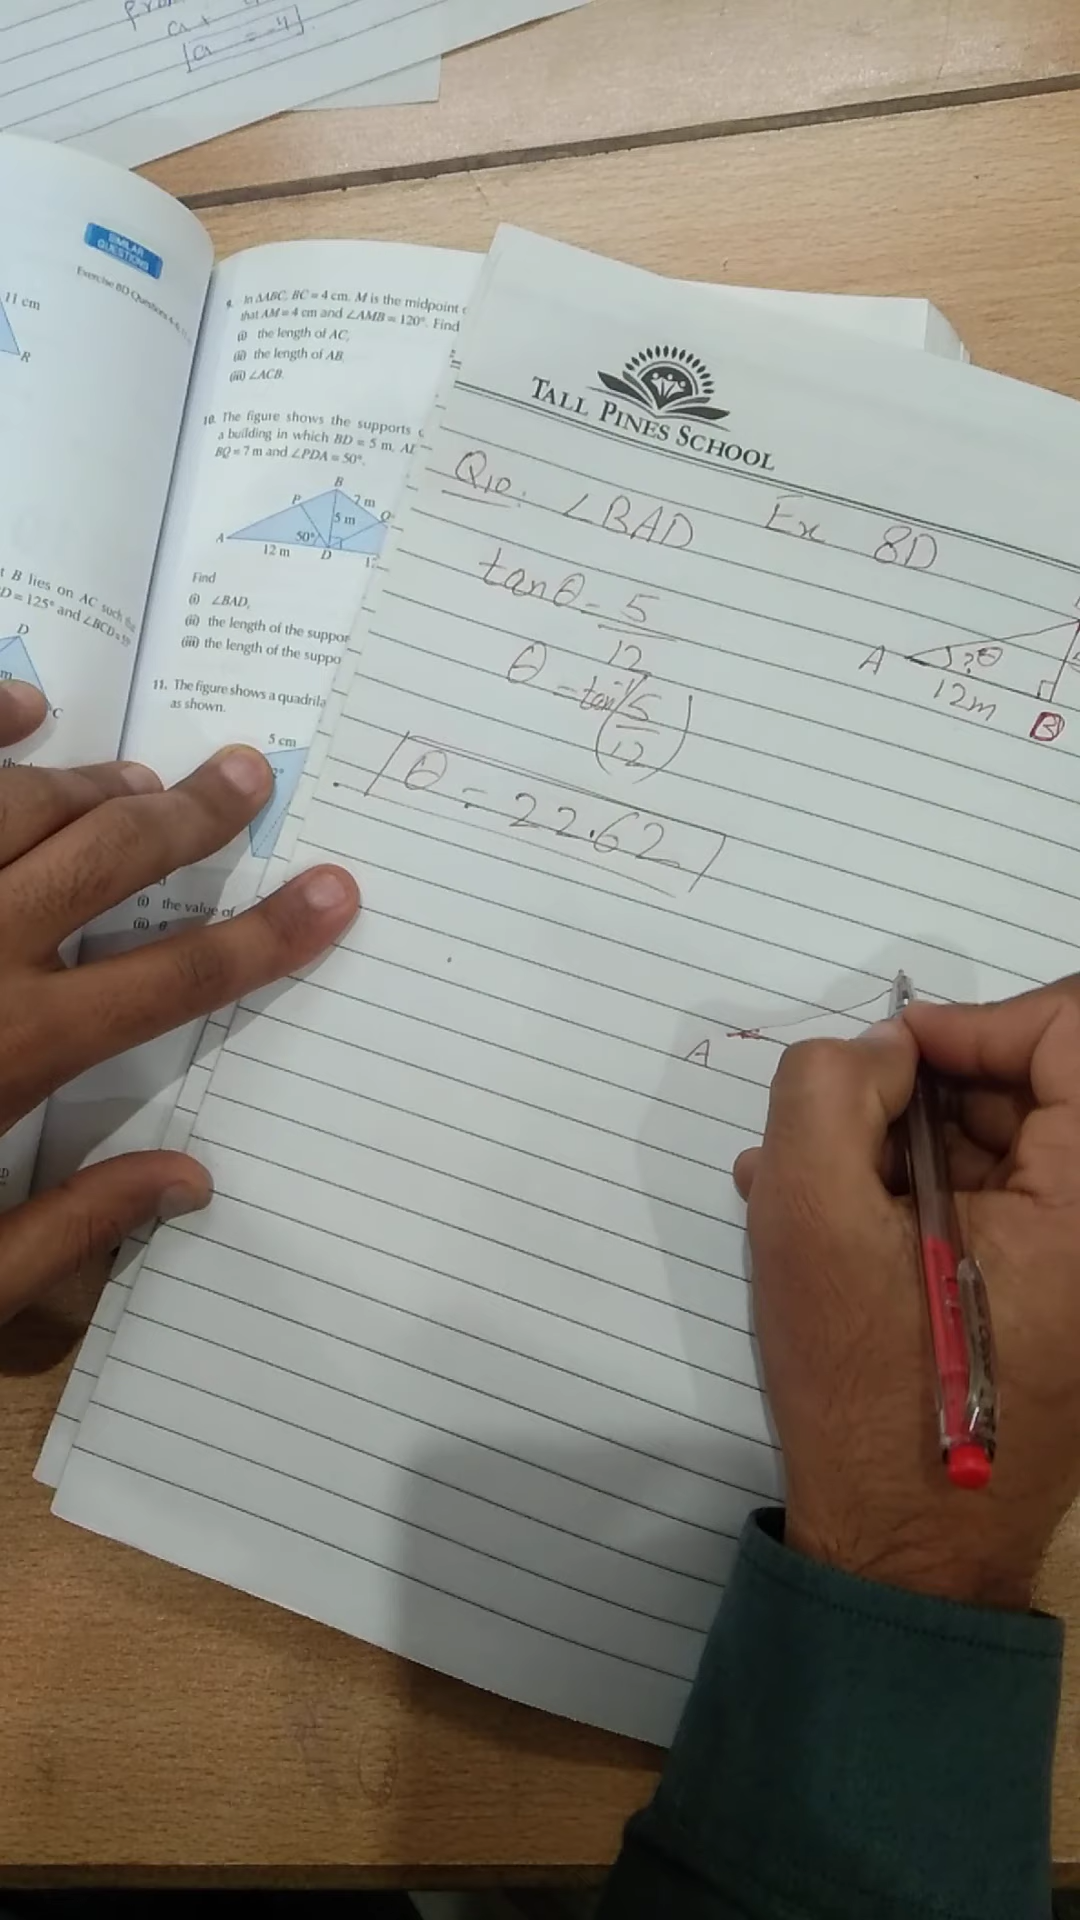 a
[a = -4]
SIMILAR
QUESTIONS
Exercise 8D Questions
11 cm
R
9. In ΔABC, BC = 4 cm. M is the midpoint
that AM = 4 cm and ∠AMB = 120°. Find
(i) the length of AC,
(ii) the length of AB,
(iii) ∠ACB.
10. The figure shows the supports
a building in which BD = 5 m,
BQ = 7 m and ∠PDA = 50°.
B
P
2 m
5 m
Q
A
50°
12 m
D
Find
(i) ∠BAD,
(ii) the length of the
(iii) the length of the
t B lies on AC such
D = 125° and ∠BCD =
D
m
C
11. The figure shows a
as shown.
5 cm
(i) the value of
(ii) θ
TALL PINES SCHOOL
Q10. ∠BAD Ex 8D
tanθ = 5
12
θ = tan⁻¹(5
12)
θ = 22.62
A
? θ
12m
B
A